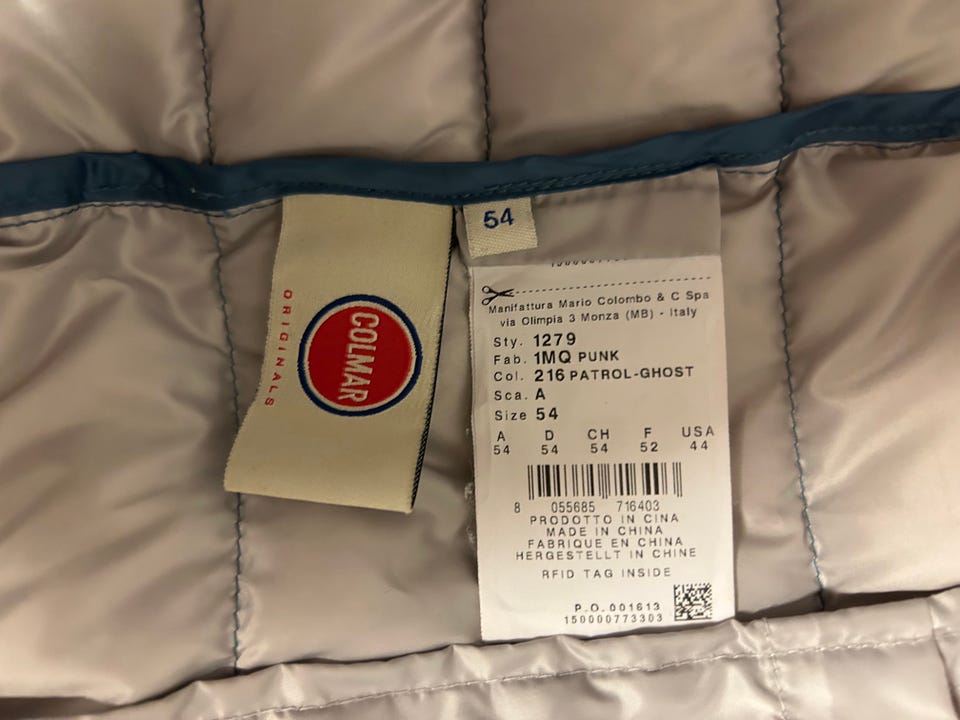 ORIGINALS
COLMAR
54
Manifattura Mario Colombo & C Spa
via Olimpia 3 Monza (MB) - Italy
Sty. 1279
Fab. 1MQ PUNK
Col. 216 PATROL-GHOST
Sca. A
Size 54
A D CH F USA
54 54 54 52 44
8 055685 716403
PRODOTTO IN CINA
MADE IN CHINA
FABRIQUE EN CHINA
HERGESTELLT IN CHINE
RFID TAG INSIDE
P.O. 001613
150000773303